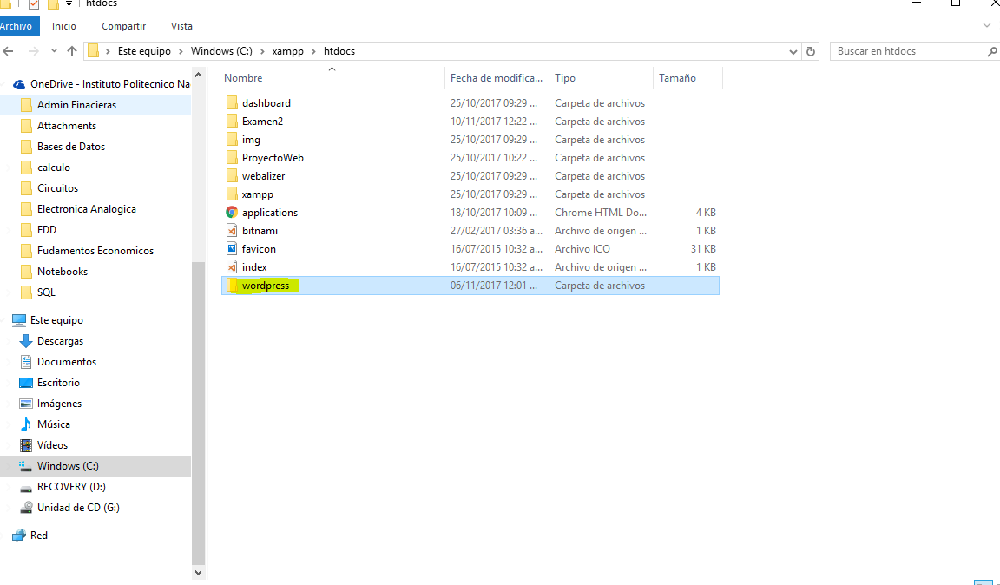 htdocs
Archivo Inicio Compartir Vista
Este equipo Windows (C:) xampp htdocs Buscar en htdocs
Nombre Fecha de modifica... Tipo Tamaño
OneDrive - Instituto Politecnico Na
Admin Finacieras
Attachments
Bases de Datos
calculo
Circuitos
Electronica Analogica
FDD
Fudamentos Economicos
Notebooks
SQL
Este equipo
Descargas
Documentos
Escritorio
Imágenes
Música
Vídeos
Windows (C:)
RECOVERY (D:)
Unidad de CD (G:)
Red
dashboard 25/10/2017 09:29 ... Carpeta de archivos
Examen2 10/11/2017 12:22 ... Carpeta de archivos
img 25/10/2017 09:29 ... Carpeta de archivos
ProyectoWeb 25/10/2017 10:22 ... Carpeta de archivos
webalizer 25/10/2017 09:29 ... Carpeta de archivos
xampp 25/10/2017 09:29 ... Carpeta de archivos
applications 18/10/2017 10:09 ... Chrome HTML Do... 4 KB
bitnami 27/02/2017 03:36 a... Archivo de origen ... 1 KB
favicon 16/07/2015 10:32 a... Archivo ICO 31 KB
index 16/07/2015 10:32 a... Archivo de origen ... 1 KB
wordpress 06/11/2017 12:01 ... Carpeta de archivos